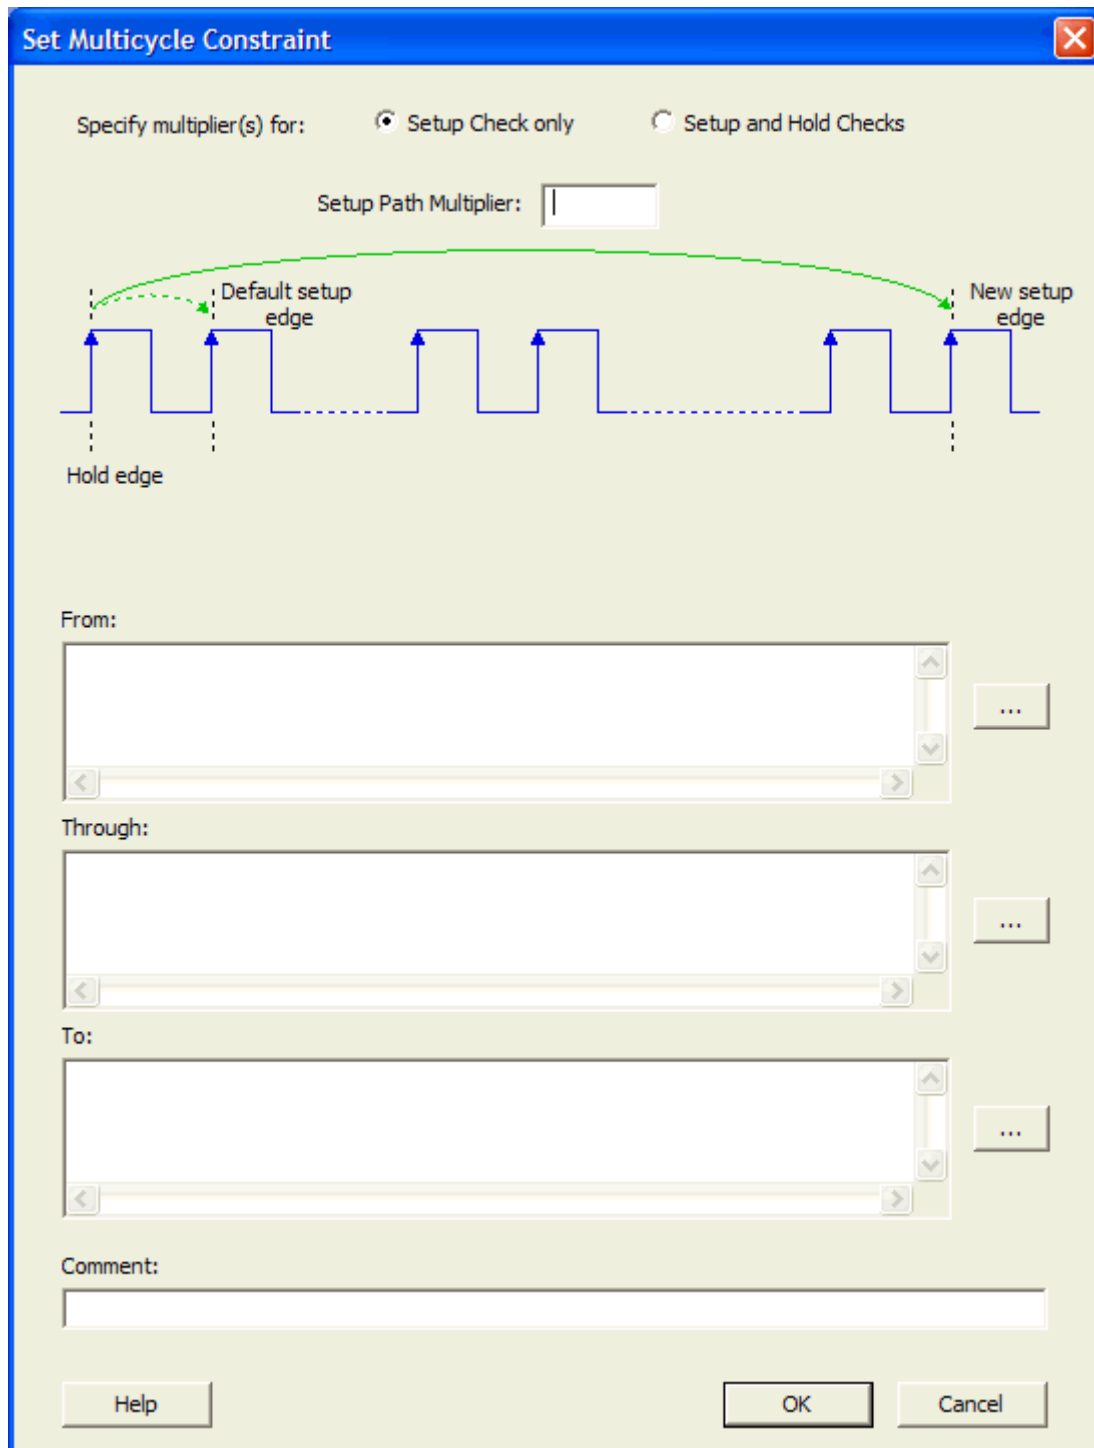 Set Multicycle Constraint
Specify multiplier(s) for: Setup Check only Setup and Hold Checks
Setup Path Multiplier:
Default setup
edge
New setup
edge
Hold edge
From:
...
Through:
...
To:
...
Comment:
Help OK Cancel